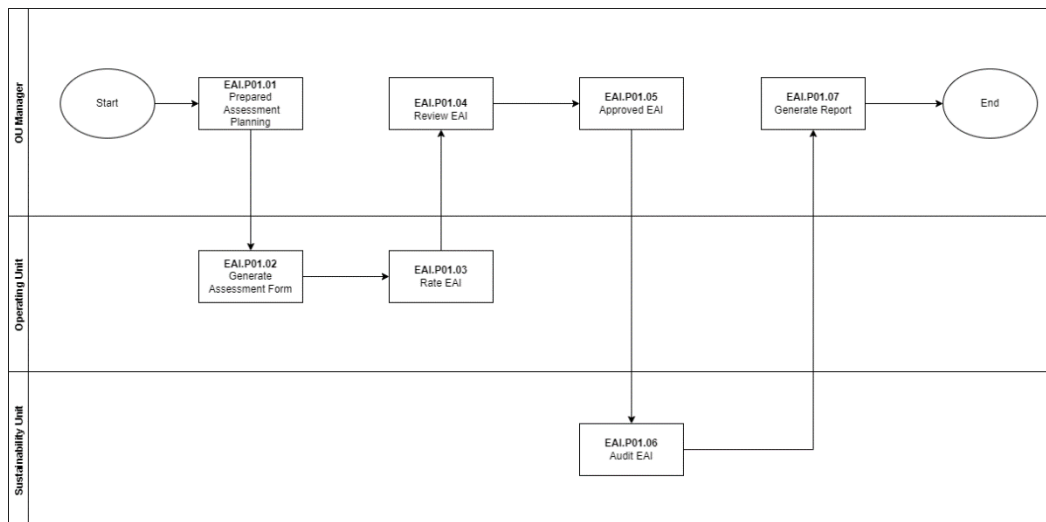 OU Manager
Start
EAI.P01.01
Prepared
Assessment
Planning
EAI.P01.04
Review EAI
EAI.P01.05
Approved EAI
EAI.P01.07
Generate Report
End
Operating Unit
EAI.P01.02
Generate
Assessment Form
EAI.P01.03
Rate EAI
Sustainability Unit
EAI.P01.06
Audit EAI